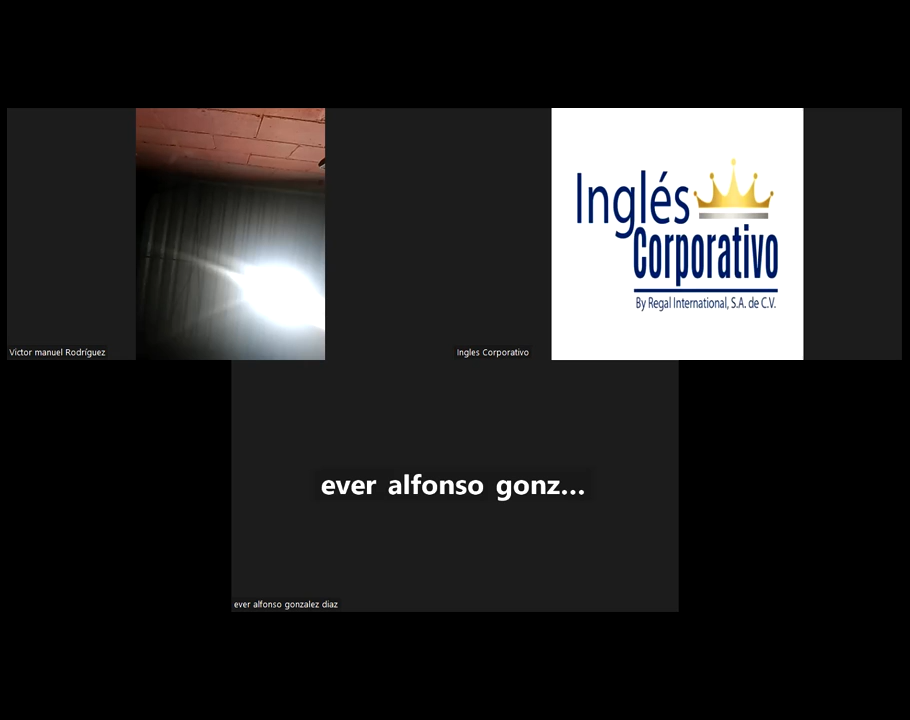 Inglés
Corporativo
By Regal International, S.A. de C.V.
Victor manuel Rodríguez
Ingles Corporativo
ever alfonso gonz...
ever alfonso gonzalez diaz